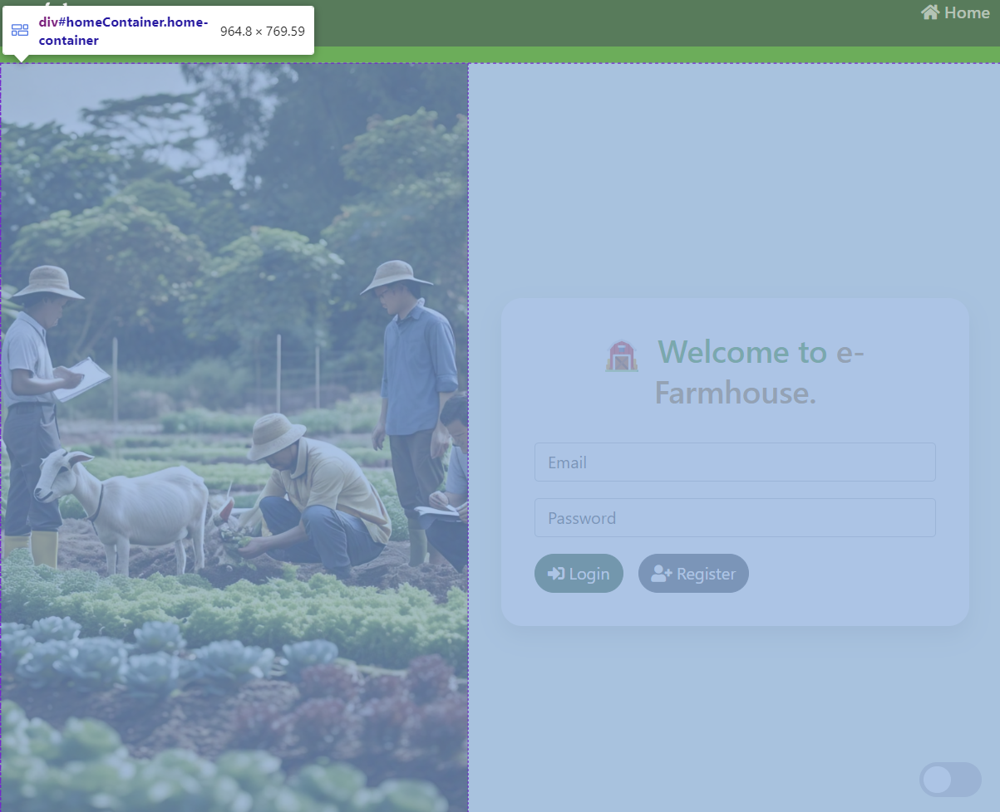 div#homeContainer.home-
container
964.8 × 769.59
Home
Welcome to e-
Farmhouse.
Email
Password
Login
Register